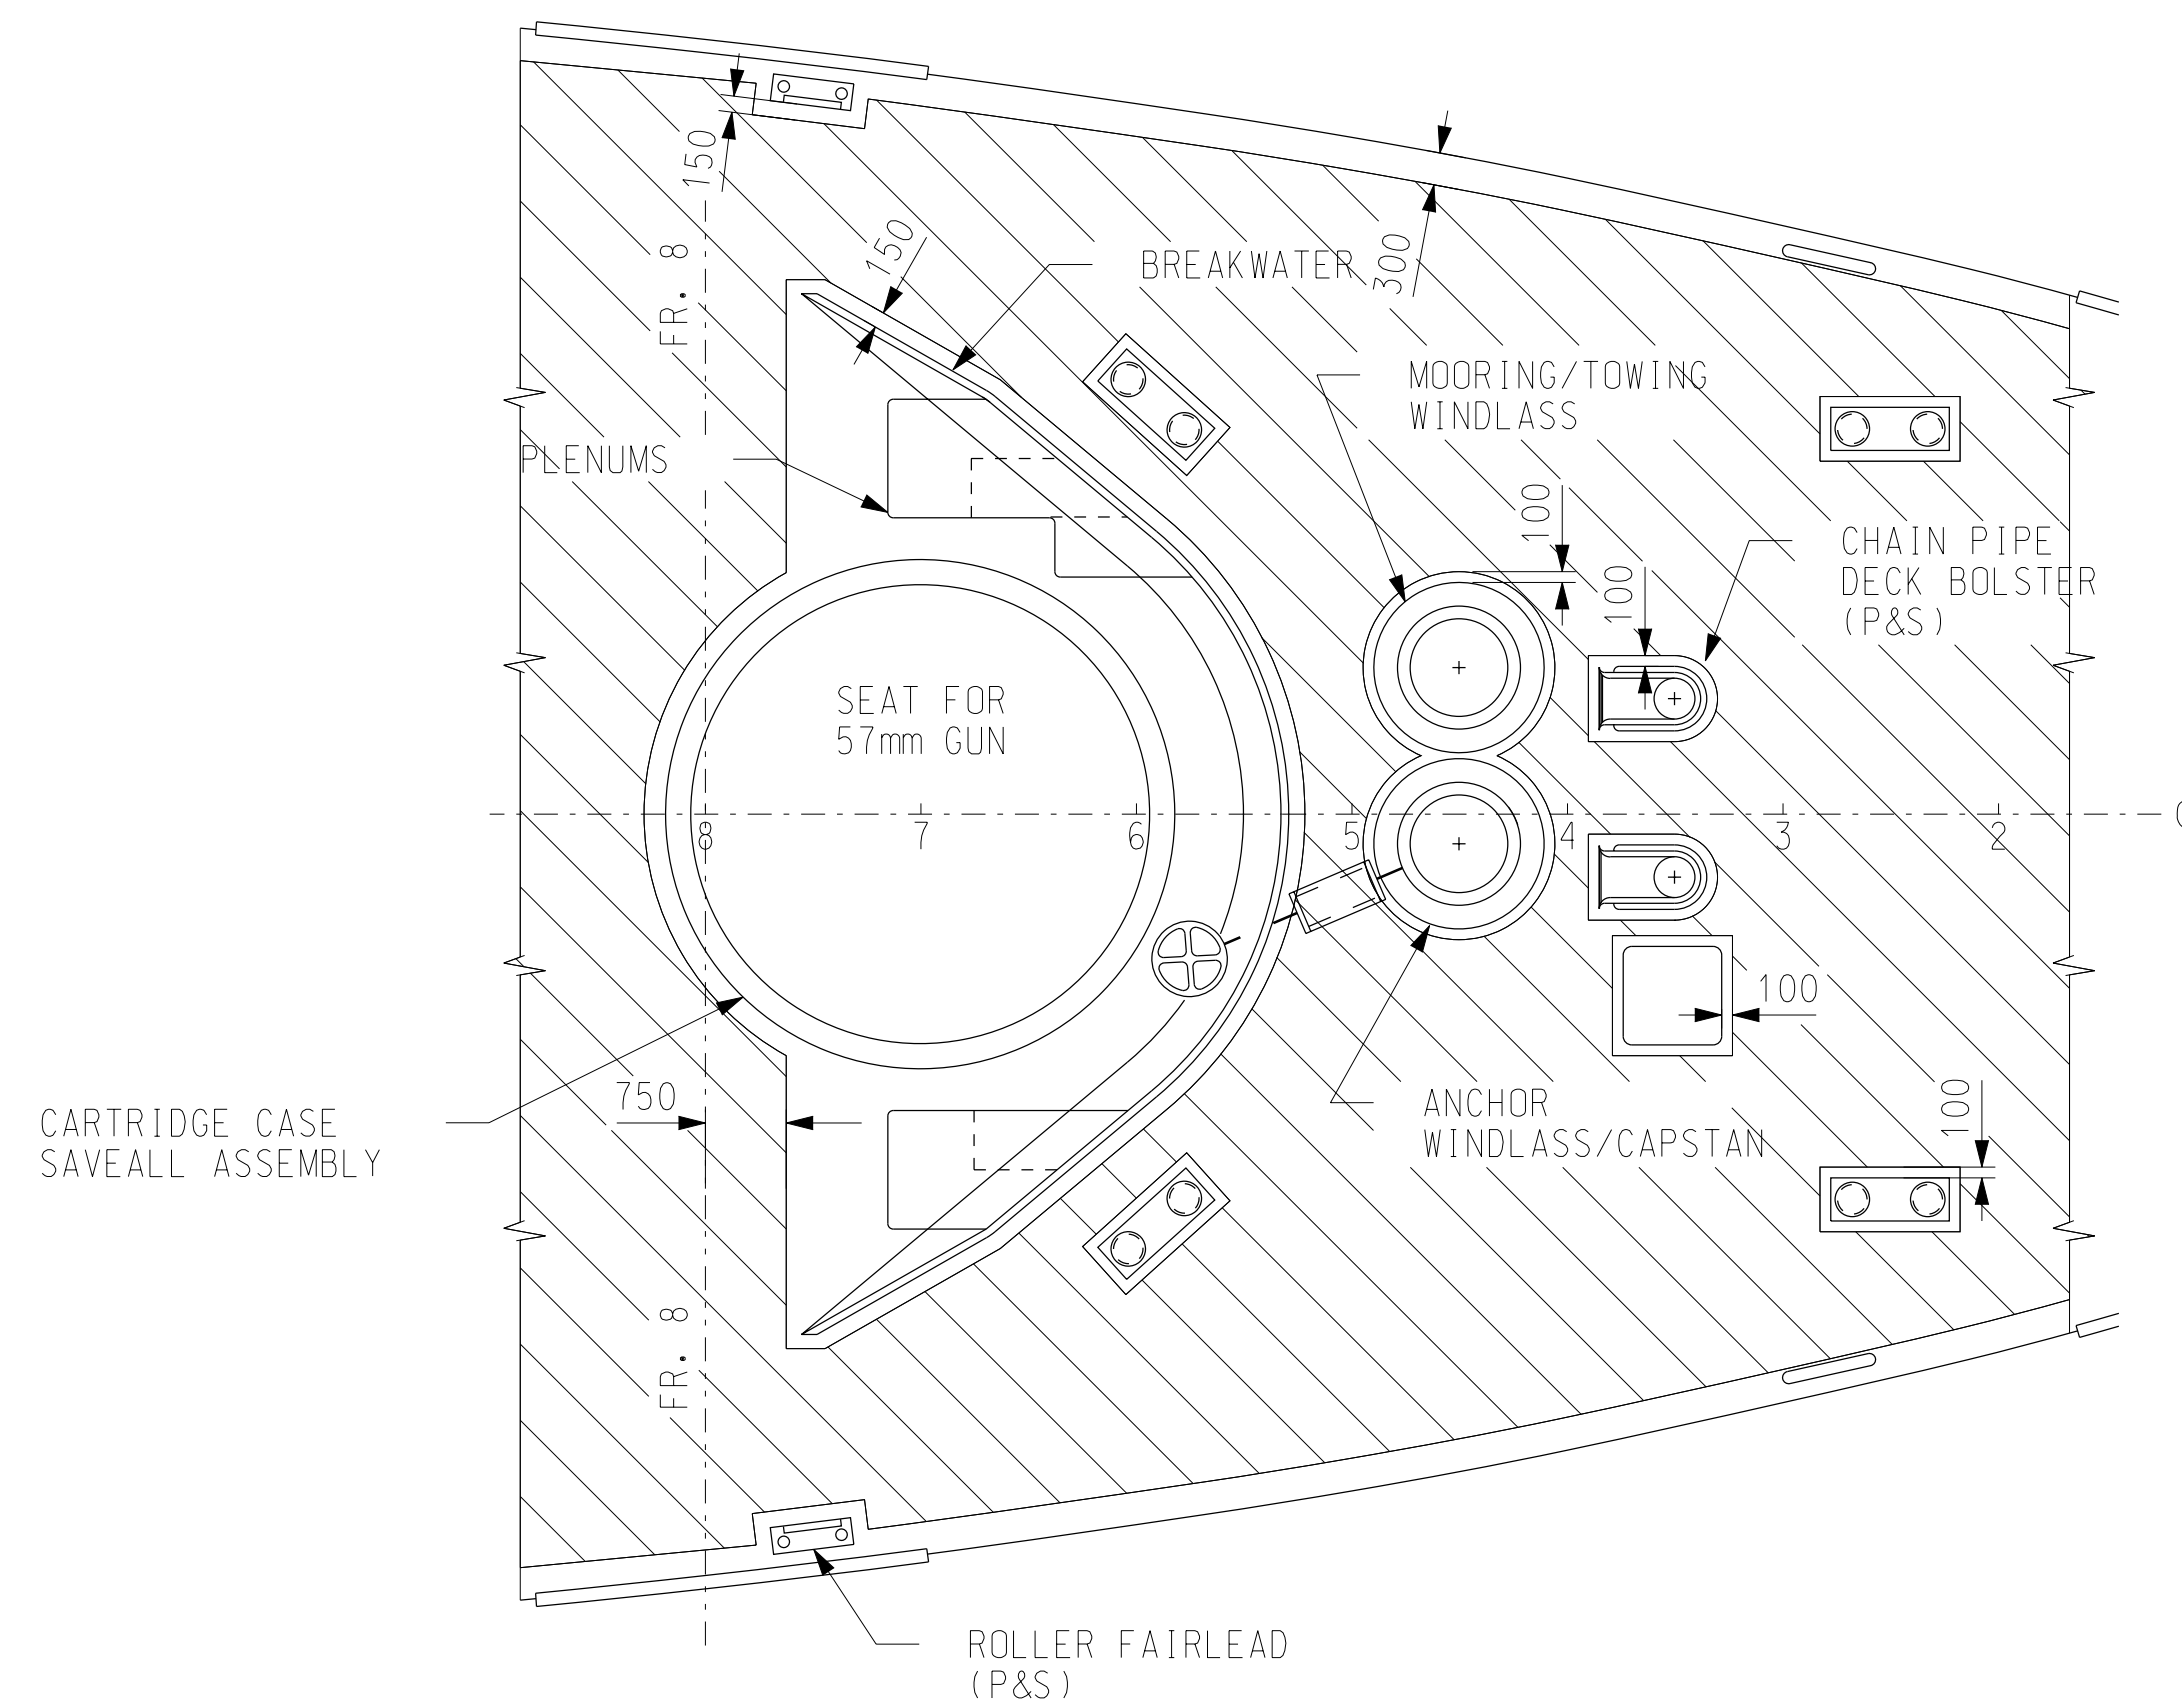 150
FR. 8
150
BREAKWATER
300
MOORING/TOWING
WINDLASS
PLENUMS
100
100
CHAIN PIPE
DECK BOLSTER
(P&S)
SEAT FOR
57mm GUN
8
7
6
5
4
3
2
100
750
CARTRIDGE CASE
SAVEALL ASSEMBLY
ANCHOR
WINDLASS/CAPSTAN
100
FR. 8
ROLLER FAIRLEAD
(P&S)